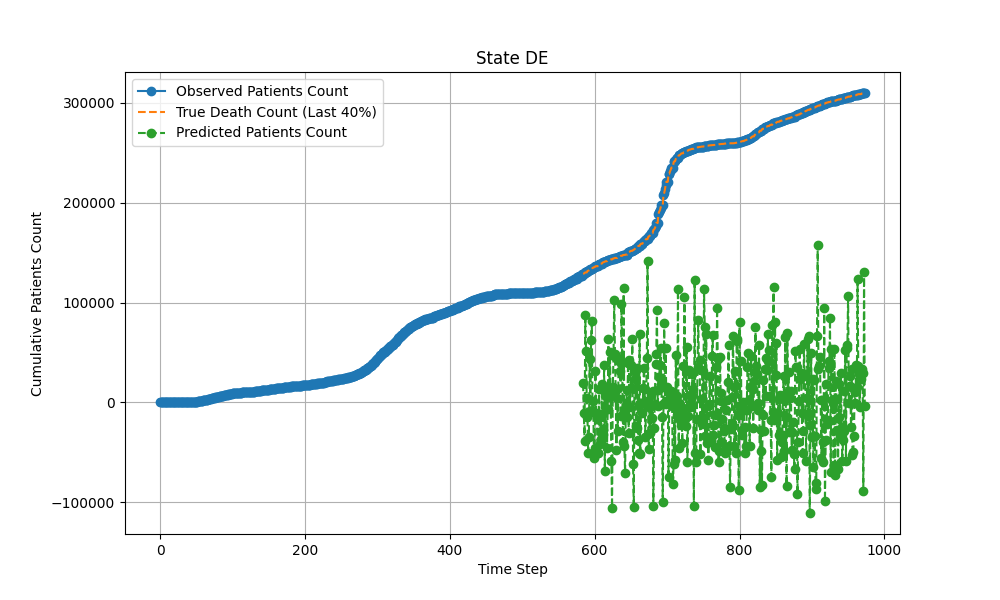 State DE
Observed Patients Count
True Death Count (Last 40%)
Predicted Patients Count
Cumulative Patients Count
300000
200000
100000
0
−100000
0 200 400 600 800 1000
Time Step